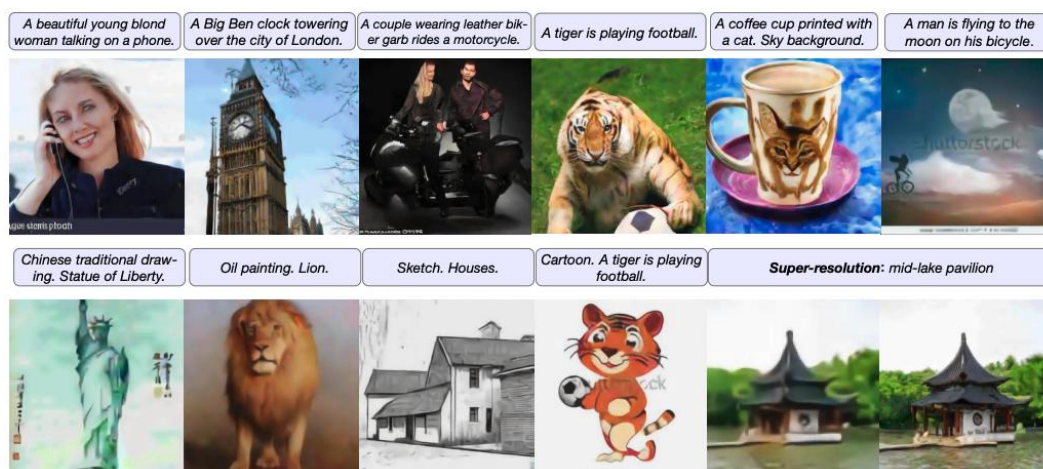 A beautiful young blond
woman talking on a phone.
A Big Ben clock towering
over the city of London.
A couple wearing leather bik-
er garb rides a motorcycle.
A tiger is playing football.
A coffee cup printed with
a cat. Sky background.
A man is flying to the
moon on his bicycle.
Chinese traditional draw-
ing. Statue of Liberty.
Oil painting. Lion.
Sketch. Houses.
Cartoon. A tiger is playing
football.
Super-resolution: mid-lake pavilion